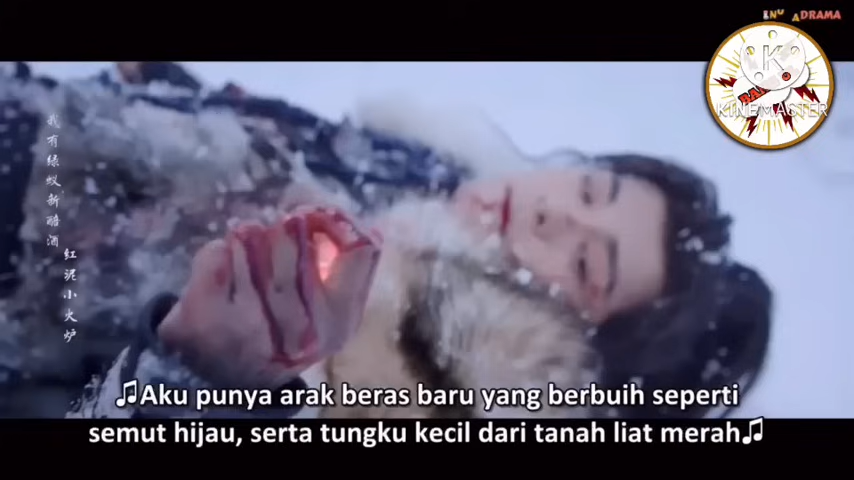 ENO ADRAMA
KINEMASTER
我有绿蚁新醅酒
红泥小火炉
♫Aku punya arak beras baru yang berbuih seperti
semut hijau, serta tungku kecil dari tanah liat merah♫